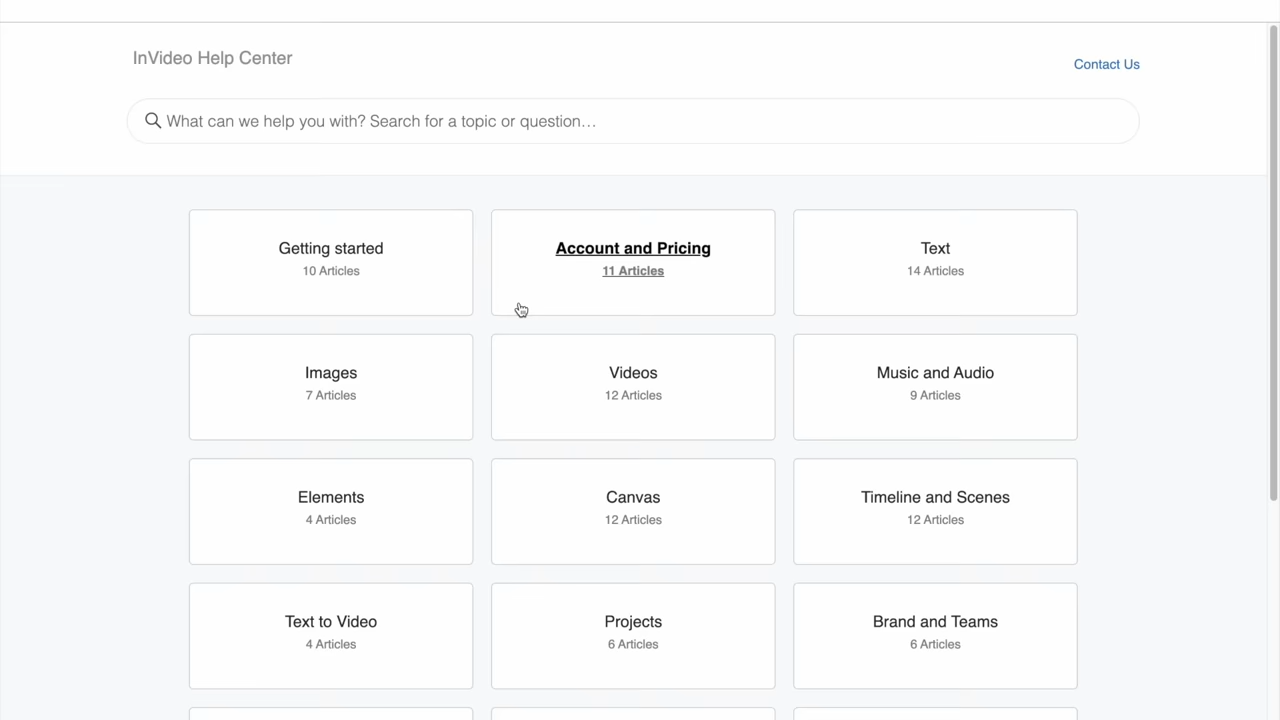 InVideo Help Center
Contact Us
What can we help you with? Search for a topic or question…
Getting started
10 Articles
Account and Pricing
11 Articles
Text
14 Articles
Images
7 Articles
Videos
12 Articles
Music and Audio
9 Articles
Elements
4 Articles
Canvas
12 Articles
Timeline and Scenes
12 Articles
Text to Video
4 Articles
Projects
6 Articles
Brand and Teams
6 Articles